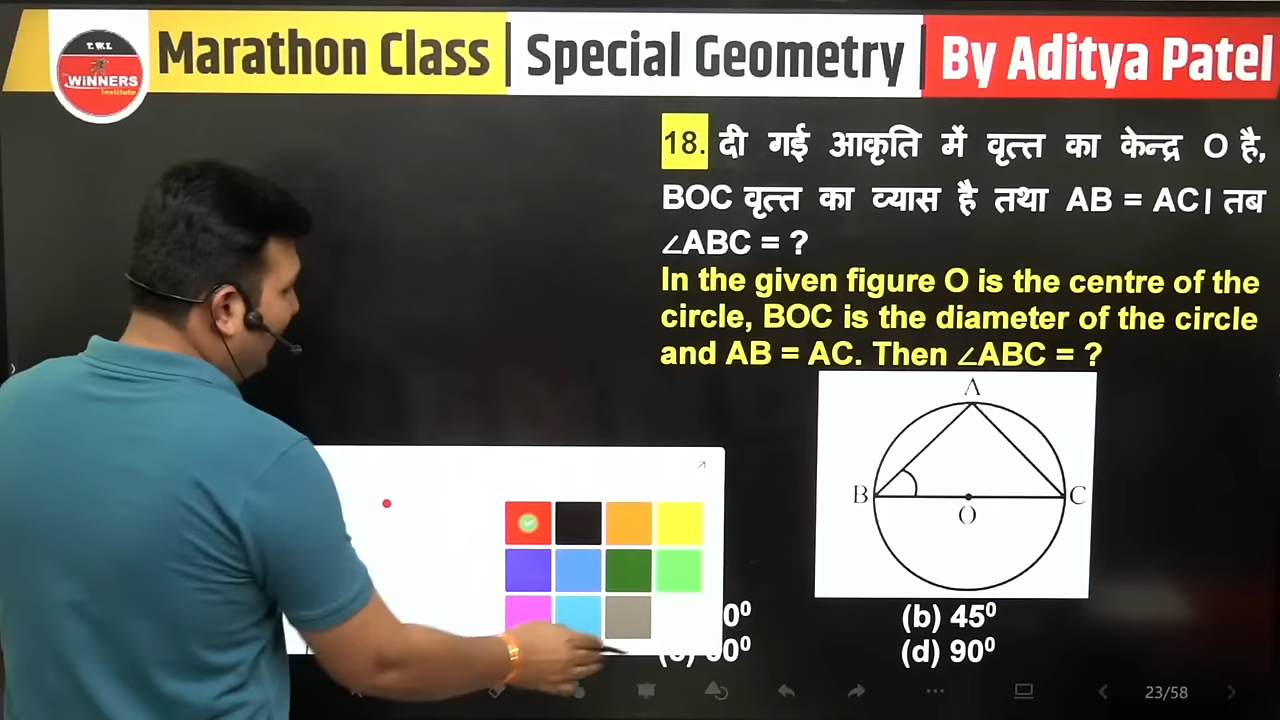 T.W.I.
WINNERS
Institute
Marathon Class | Special Geometry | By Aditya Patel
18. दी गई आकृति में वृत्त का केन्द्र O है,
BOC वृत्त का व्यास है तथा AB = AC। तब
∠ABC = ?
In the given figure O is the centre of the
circle, BOC is the diameter of the circle
and AB = AC. Then ∠ABC = ?
A
B
C
O
(b) 45⁰
(d) 90⁰
23/58